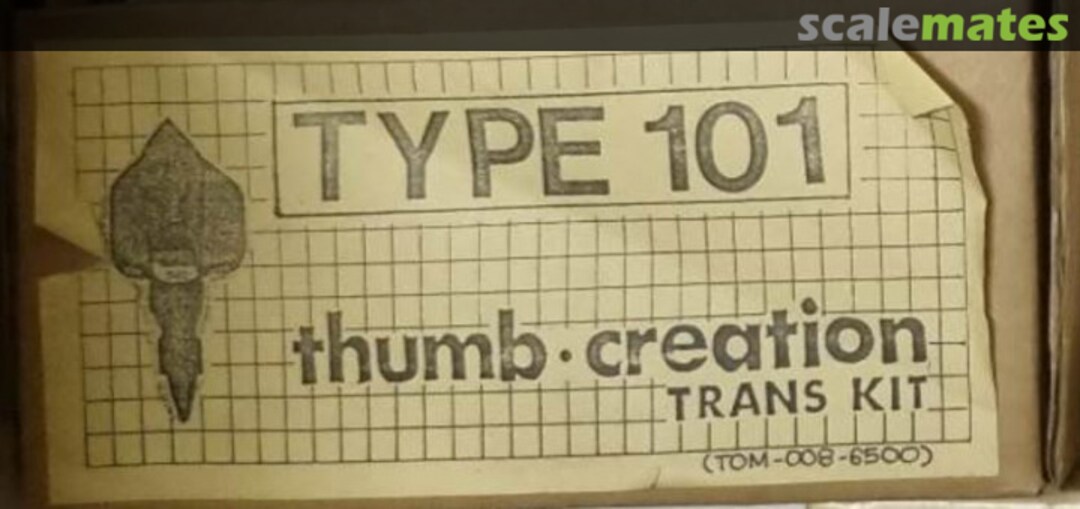 scalemates
TYPE 101
thumb·creation
TRANS KIT
(TOM-008-6500)